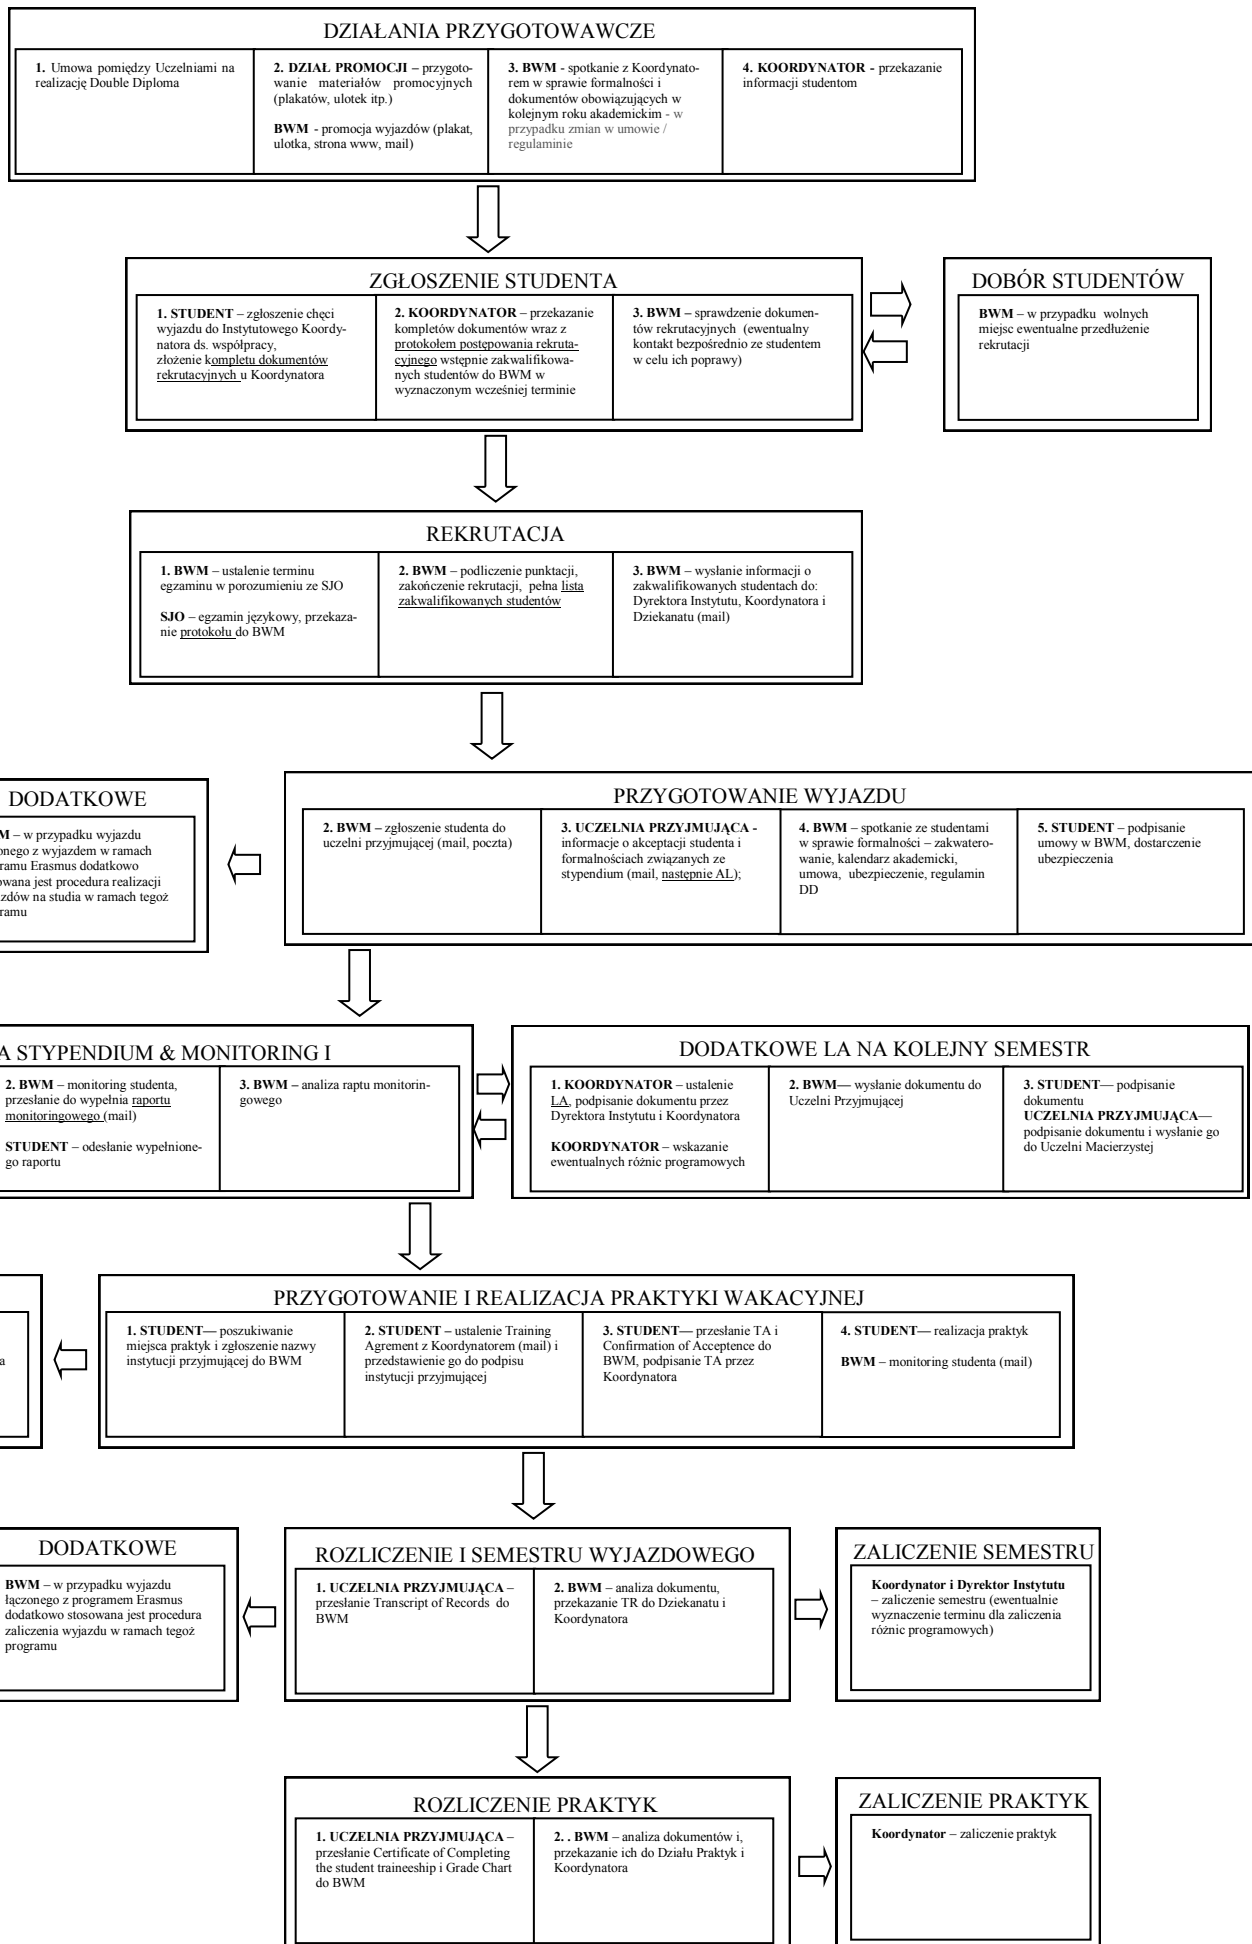 DZIAŁANIA PRZYGOTOWAWCZE
1. Umowa pomiędzy Uczelniami na
realizację Double Diploma
2. DZIAŁ PROMOCJI – przygoto-
wanie materiałów promocyjnych
(plakatów, ulotek itp.)
BWM - promocja wyjazdów (plakat,
ulotka, strona www, mail)
3. BWM - spotkanie z Koordynato-
rem w sprawie formalności i
dokumentów obowiązujących w
kolejnym roku akademickim - w
przypadku zmian w umowie /
regulaminie
4. KOORDYNATOR - przekazanie
informacji studentom
ZGŁOSZENIE STUDENTA
1. STUDENT – zgłoszenie chęci
wyjazdu do Instytutowego Koordy-
natora ds. współpracy,
złożenie kompletu dokumentów
rekrutacyjnych u Koordynatora
2. KOORDYNATOR – przekazanie
kompletów dokumentów wraz z
protokołem postępowania rekruta-
cyjnego wstępnie zakwalifikowa-
nych studentów do BWM w
wyznaczonym wcześniej terminie
3. BWM – sprawdzenie dokumen-
tów rekrutacyjnych (ewentualny
kontakt bezpośrednio ze studentem
w celu ich poprawy)
DOBÓR STUDENTÓW
BWM – w przypadku wolnych
miejsc ewentualne przedłużenie
rekrutacji
REKRUTACJA
1. BWM – ustalenie terminu
egzaminu w porozumieniu ze SJO
SJO – egzamin językowy, przekaza-
nie protokołu do BWM
2. BWM – podliczenie punktacji,
zakończenie rekrutacji, pełna lista
zakwalifikowanych studentów
3. BWM – wysłanie informacji o
zakwalifikowanych studentach do:
Dyrektora Instytutu, Koordynatora i
Dziekanatu (mail)
DODATKOWE
M – w przypadku wyjazdu
onego z wyjazdem w ramach
ramu Erasmus dodatkowo
owana jest procedura realizacji
azdów na studia w ramach tegoż
ramu
PRZYGOTOWANIE WYJAZDU
2. BWM – zgłoszenie studenta do
uczelni przyjmującej (mail, poczta)
3. UCZELNIA PRZYJMUJĄCA -
informacje o akceptacji studenta i
formalnościach związanych ze
stypendium (mail, następnie AL);
4. BWM – spotkanie ze studentami
w sprawie formalności – zakwatero-
wanie, kalendarz akademicki,
umowa, ubezpieczenie, regulamin
DD
5. STUDENT – podpisanie
umowy w BWM, dostarczenie
ubezpieczenia
A STYPENDIUM & MONITORING I
2. BWM – monitoring studenta,
przesłanie do wypełnia raportu
monitoringowego (mail)
STUDENT – odesłanie wypełnione-
go raportu
3. BWM – analiza raptu monitorin-
gowego
DODATKOWE LA NA KOLEJNY SEMESTR
1. KOORDYNATOR – ustalenie
LA, podpisanie dokumentu przez
Dyrektora Instytutu i Koordynatora
KOORDYNATOR – wskazanie
ewentualnych różnic programowych
2. BWM— wysłanie dokumentu do
Uczelni Przyjmującej
3. STUDENT— podpisanie
dokumentu
UCZELNIA PRZYJMUJĄCA—
podpisanie dokumentu i wysłanie go
do Uczelni Macierzystej
a
PRZYGOTOWANIE I REALIZACJA PRAKTYKI WAKACYJNEJ
1. STUDENT— poszukiwanie
miejsca praktyk i zgłoszenie nazwy
instytucji przyjmującej do BWM
2. STUDENT – ustalenie Training
Agrement z Koordynatorem (mail) i
przedstawienie go do podpisu
instytucji przyjmującej
3. STUDENT— przesłanie TA i
Confirmation of Acceptence do
BWM, podpisanie TA przez
Koordynatora
4. STUDENT— realizacja praktyk
BWM – monitoring studenta (mail)
DODATKOWE
BWM – w przypadku wyjazdu
łączonego z programem Erasmus
dodatkowo stosowana jest procedura
zaliczenia wyjazdu w ramach tegoż
programu
ROZLICZENIE I SEMESTRU WYJAZDOWEGO
1. UCZELNIA PRZYJMUJĄCA –
przesłanie Transcript of Records do
BWM
2. BWM – analiza dokumentu,
przekazanie TR do Dziekanatu i
Koordynatora
ZALICZENIE SEMESTRU
Koordynator i Dyrektor Instytutu
– zaliczenie semestru (ewentualnie
wyznaczenie terminu dla zaliczenia
różnic programowych)
ROZLICZENIE PRAKTYK
1. UCZELNIA PRZYJMUJĄCA –
przesłanie Certificate of Completing
the student traineeship i Grade Chart
do BWM
2. . BWM – analiza dokumentów i,
przekazanie ich do Działu Praktyk i
Koordynatora
ZALICZENIE PRAKTYK
Koordynator – zaliczenie praktyk